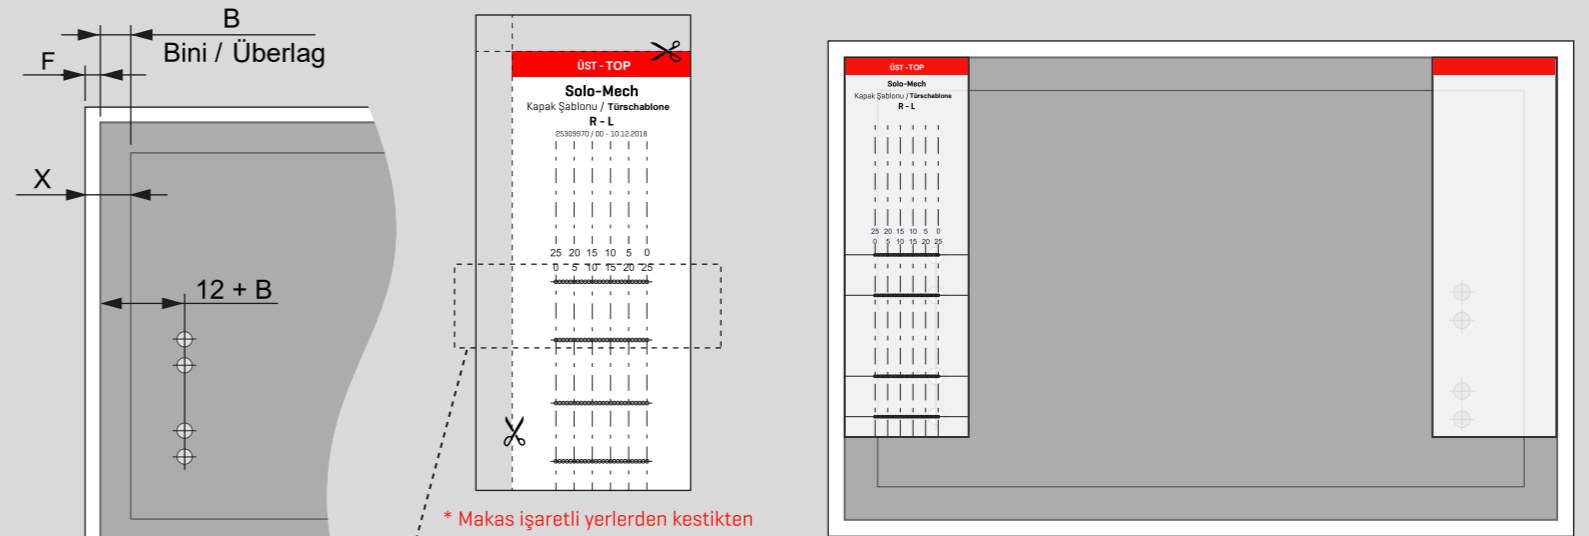 B
Bini / Überlag
F
X
12 + B
ÜST - TOP
Solo-Mech
Kapak Şablonu / Türschablone
R - L
25309970 / 00 - 10.12.2018
25 20 15 10 5 0
0 5 10 15 20 25
* Makas işaretli yerlerden kestikten
ÜST - TOP
Solo-Mech
Kapak Şablonu / Türschablone
R - L
25 20 15 10 5 0
0 5 10 15 20 25